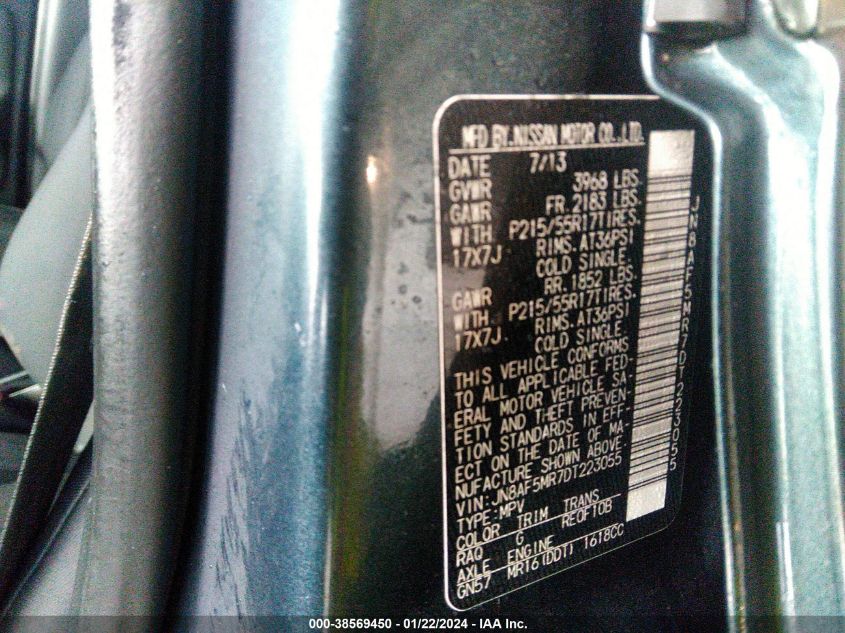 MFD BY.NISSAN MOTOR CO.,LTD.
DATE 7/13
GVWR 3968 LBS.
GAWR FR. 2183 LBS.
WITH P215/55R17TIRES.
17X7J RIMS. AT36PSI
COLD SINGLE.
GAWR RR. 1852 LBS.
WITH P215/55R17TIRES.
17X7J RIMS. AT36PSI
COLD SINGLE.
THIS VEHICLE CONFORMS
TO ALL APPLICABLE FED-
ERAL MOTOR VEHICLE SA-
FETY AND THEFT PREVEN-
TION STANDARDS IN EFF-
ECT ON THE DATE OF MA-
NUFACTURE SHOWN ABOVE.
VIN:JN8AF5MR7DT223055
TYPE:MPV
COLOR TRIM TRANS
RAQ G RE0FT0B
AXLE ENGINE
GN57 MR16(DDT) 1618CC
JN8AF5MR7DT223055
000-38569450 - 01/22/2024 - IAA Inc.